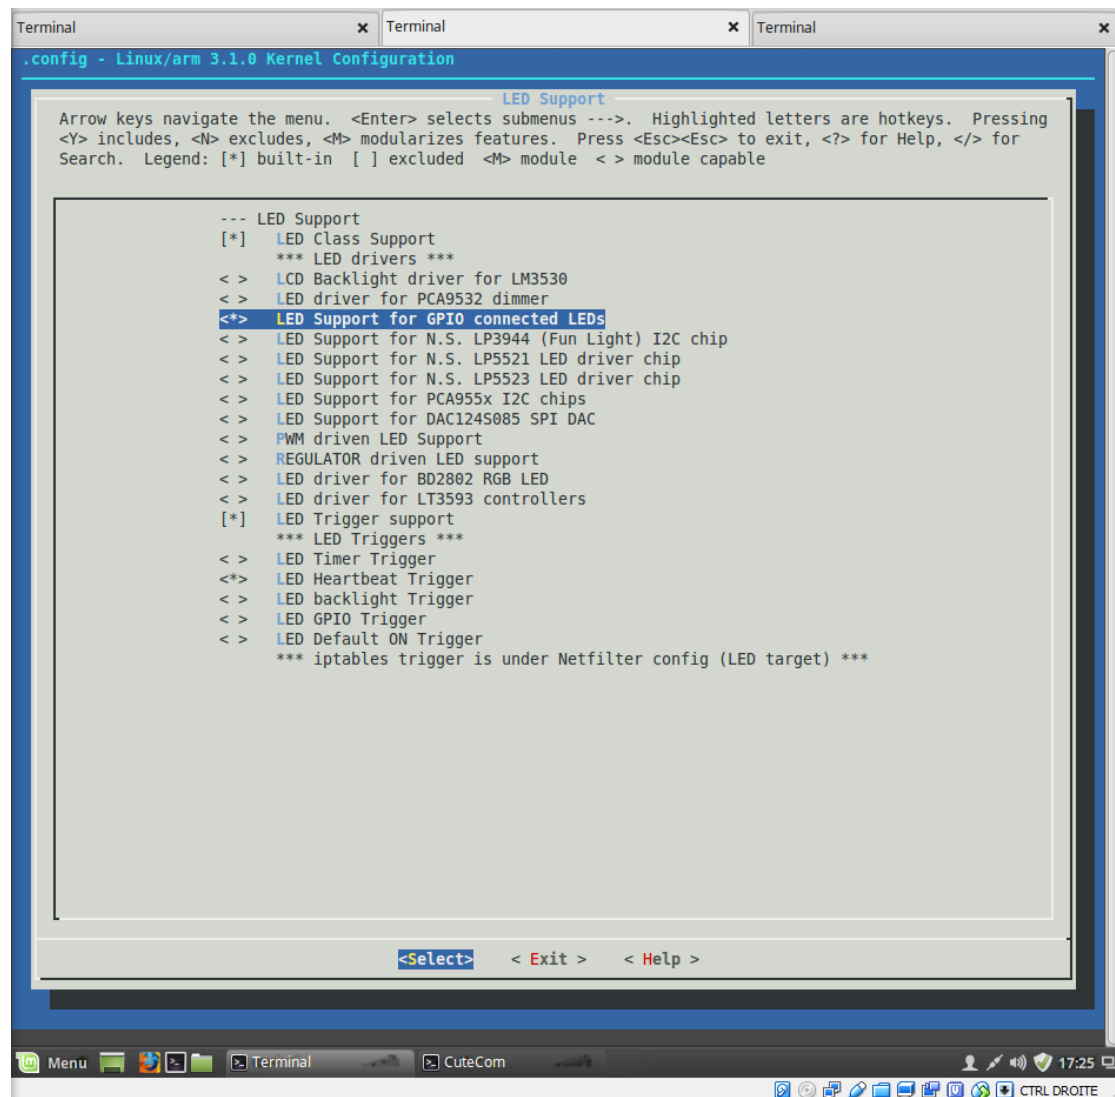 Terminal × Terminal × Terminal ×
.config - Linux/arm 3.1.0 Kernel Configuration
LED Support
Arrow keys navigate the menu. <Enter> selects submenus --->. Highlighted letters are hotkeys. Pressing
<Y> includes, <N> excludes, <M> modularizes features. Press <Esc><Esc> to exit, <?> for Help, </> for
Search. Legend: [*] built-in [ ] excluded <M> module < > module capable
--- LED Support
[*] LED Class Support
*** LED drivers ***
< > LCD Backlight driver for LM3530
< > LED driver for PCA9532 dimmer
<*> LED Support for GPIO connected LEDs
< > LED Support for N.S. LP3944 (Fun Light) I2C chip
< > LED Support for N.S. LP5521 LED driver chip
< > LED Support for N.S. LP5523 LED driver chip
< > LED Support for PCA955x I2C chips
< > LED Support for DAC124S085 SPI DAC
< > PWM driven LED Support
< > REGULATOR driven LED support
< > LED driver for BD2802 RGB LED
< > LED driver for LT3593 controllers
[*] LED Trigger support
*** LED Triggers ***
< > LED Timer Trigger
<*> LED Heartbeat Trigger
< > LED backlight Trigger
< > LED GPIO Trigger
< > LED Default ON Trigger
*** iptables trigger is under Netfilter config (LED target) ***
<Select> < Exit > < Help >
Menu Terminal CuteCom 17:25
CTRL DROITE